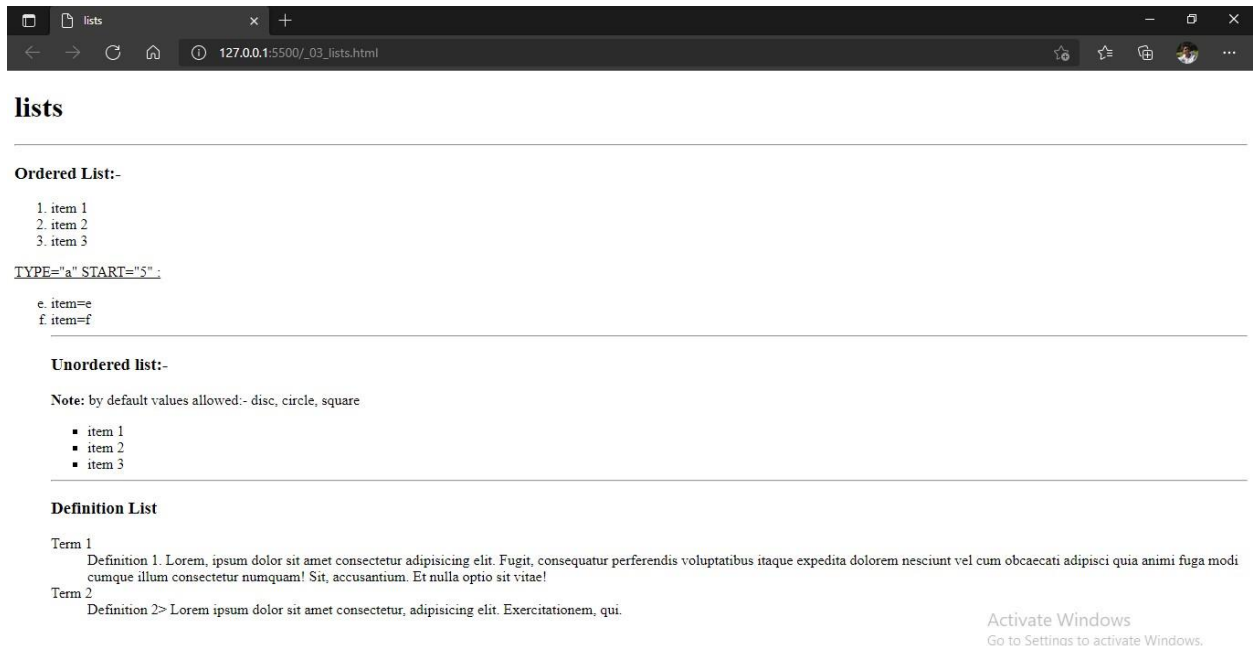 lists
127.0.0.1:5500/_03_lists.html
lists
Ordered List:-
1. item 1
2. item 2
3. item 3
TYPE="a" START="5" :
e. item=e
f. item=f
Unordered list:-
Note: by default values allowed:- disc, circle, square
▪ item 1
▪ item 2
▪ item 3
Definition List
Term 1
Definition 1. Lorem, ipsum dolor sit amet consectetur adipisicing elit. Fugit, consequatur perferendis voluptatibus itaque expedita dolorem nesciunt vel cum obcaecati adipisci quia animi fuga modi
cumque illum consectetur numquam! Sit, accusantium. Et nulla optio sit vitae!
Term 2
Definition 2> Lorem ipsum dolor sit amet consectetur, adipisicing elit. Exercitationem, qui.
Activate Windows
Go to Settings to activate Windows.